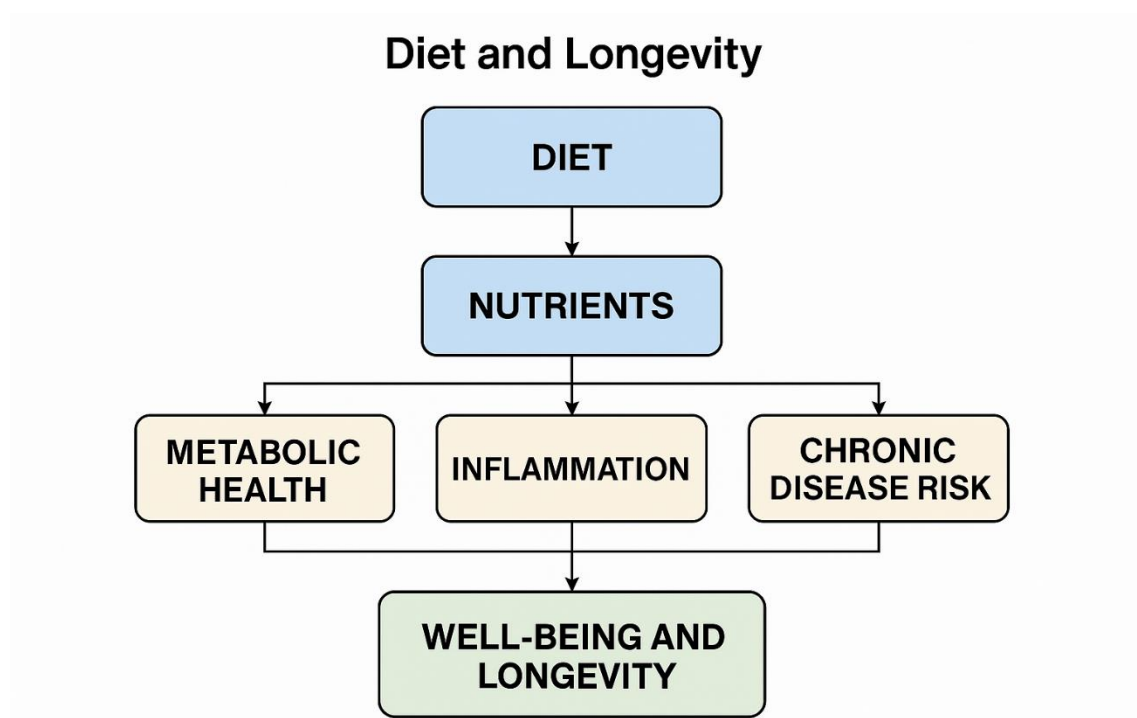 Diet and Longevity
DIET
NUTRIENTS
METABOLIC
HEALTH
INFLAMMATION
CHRONIC
DISEASE RISK
WELL-BEING AND
LONGEVITY